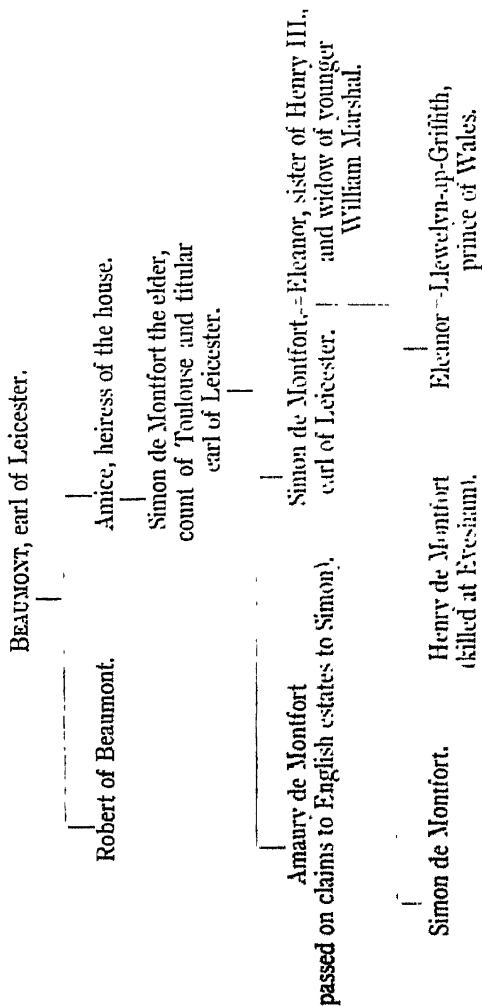 BEAUMONT, earl of Leicester.
Robert of Beaumont.
Amice, heiress of the house.
Simon de Montfort the elder,
count of Toulouse and titular
earl of Leicester.
Amaury de Montfort
passed on claims to English estates to Simon).
Simon de Montfort,=Eleanor, sister of Henry III.,
earl of Leicester.
and widow of younger
William Marshal.
Simon de Montfort.
Henry de Montfort
(killed at Evesham).
Eleanor=Llewelyn-ap-Griffith,
prince of Wales.